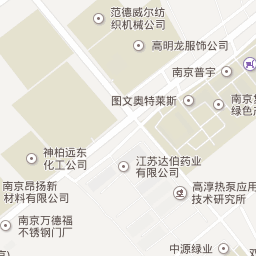 范德威尔纺
织机械公司
高明龙服饰公司
南京普宇
图文奥特莱斯
南京
绿色
神柏远东
化工公司
江苏达伯药业
有限公司
南京昂扬新
材料有限公司
高淳热泵应用
技术研究所
南京万德福
不锈钢门厂
中源绿业